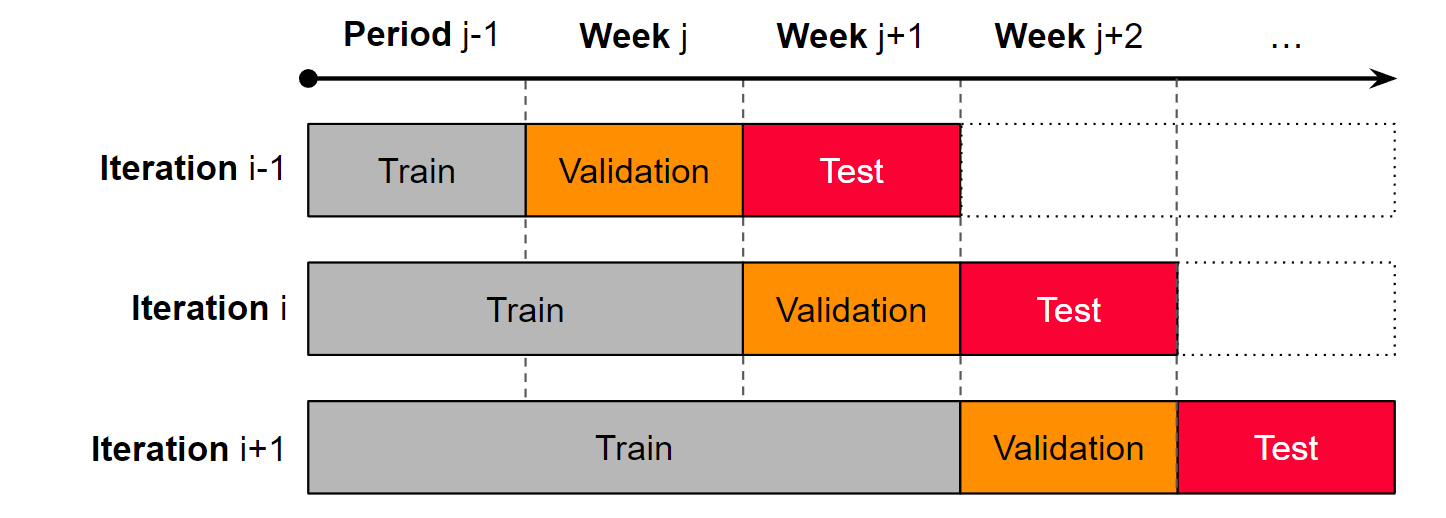 Period j-1 Week j Week j+1 Week j+2 ...
Iteration i-1 Train Validation Test
Iteration i Train Validation Test
Iteration i+1 Train Validation Test